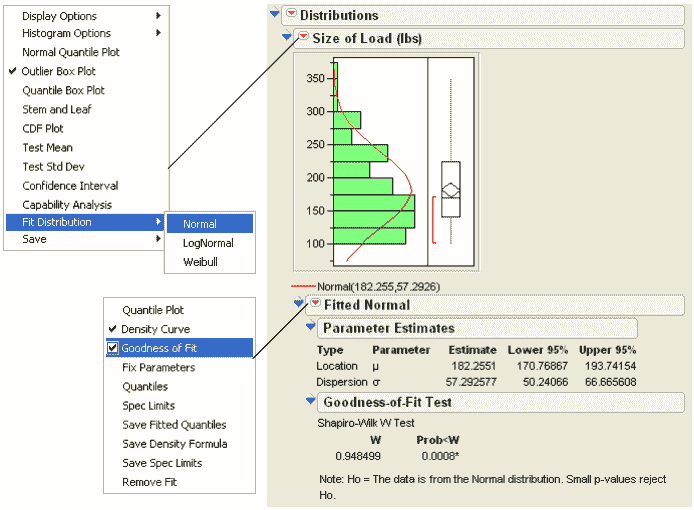 Display Options
Histogram Options
Normal Quantile Plot
Outlier Box Plot
Quantile Box Plot
Stem and Leaf
CDF Plot
Test Mean
Test Std Dev
Confidence Interval
Capability Analysis
Fit Distribution
Save
Normal
LogNormal
Weibull
Distributions
Size of Load (lbs)
350
300
250
200
150
100
Normal(182.255,57.2926)
Quantile Plot
Density Curve
Goodness of Fit
Fix Parameters
Quantiles
Spec Limits
Save Fitted Quantiles
Save Density Formula
Save Spec Limits
Remove Fit
Fitted Normal
Parameter Estimates
Type Parameter Estimate Lower 95% Upper 95%
Location μ 182.2551 170.76867 193.74154
Dispersion σ 57.292577 50.24066 66.665608
Goodness-of-Fit Test
Shapiro-Wilk W Test
W Prob<W
0.948499 0.0008*
Note: Ho = The data is from the Normal distribution. Small p-values reject
Ho.